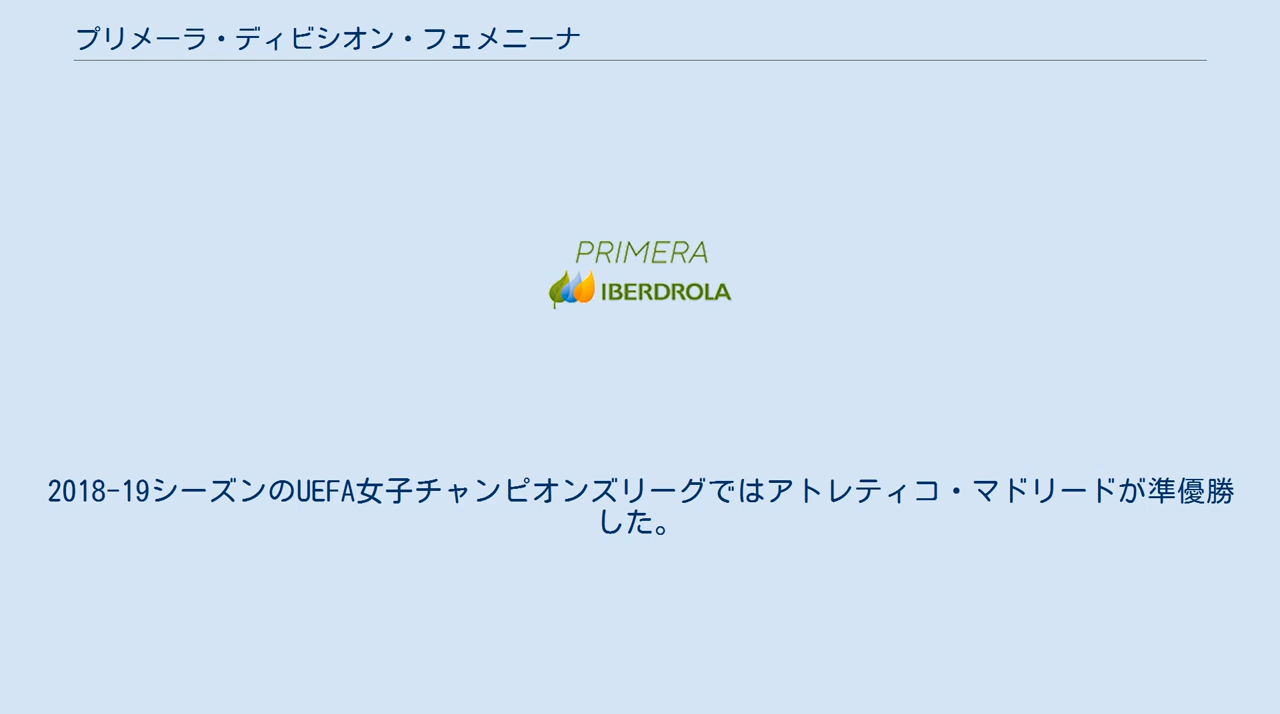 プリメーラ・ディビシオン・フェメニーナ
PRIMERA
IBERDROLA
2018-19シーズンのUEFA女子チャンピオンズリーグではアトレティコ・マドリードが準優勝
した。